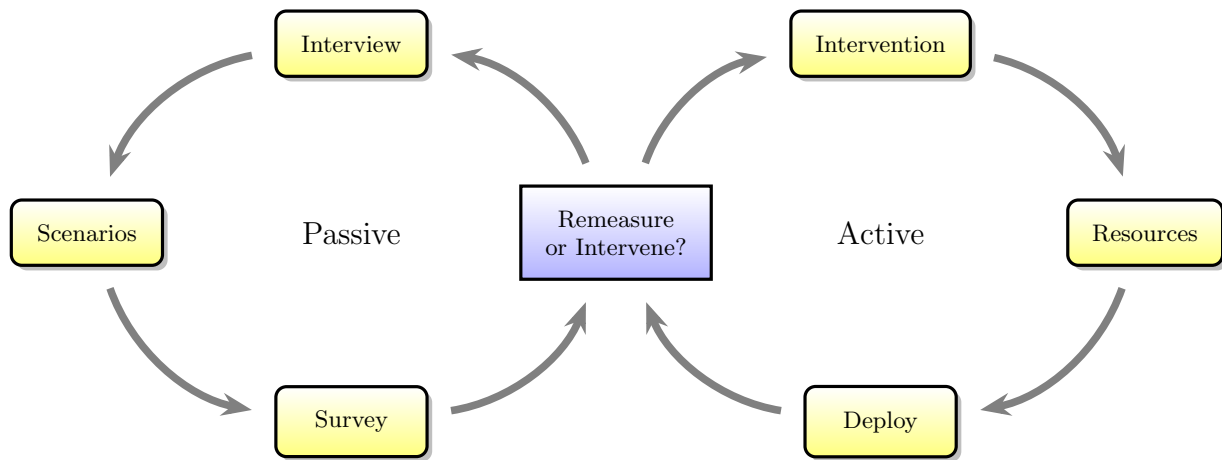 Interview
Intervention
Scenarios
Passive
Remeasure
or Intervene?
Active
Resources
Survey
Deploy